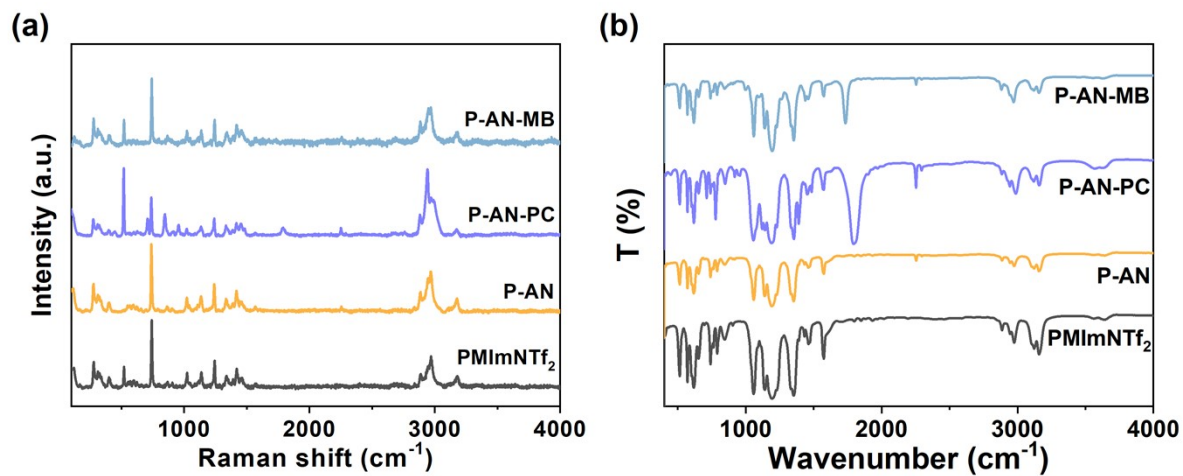 (a)
P-AN-MB
P-AN-PC
P-AN
PMImNTf₂
Intensity (a.u.)
1000 2000 3000 4000
Raman shift (cm⁻¹)
(b)
P-AN-MB
P-AN-PC
P-AN
PMImNTf₂
T (%)
1000 2000 3000 4000
Wavenumber (cm⁻¹)